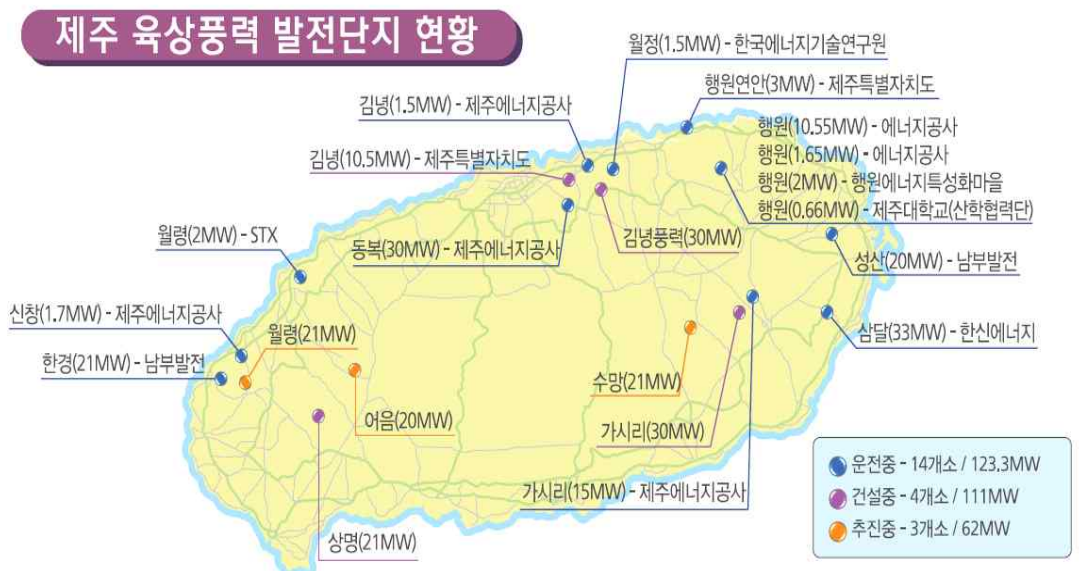 제주 육상풍력 발전단지 현황
월정(1.5MW) - 한국에너지기술연구원
행원연안(3MW) - 제주특별자치도
김녕(1.5MW) - 제주에너지공사
행원(10.55MW) - 에너지공사
김녕(10.5MW) - 제주특별자치도
행원(1.65MW) - 에너지공사
행원(2MW) - 행원에너지특성화마을
행원(0.66MW) - 제주대학교(산학협력단)
월령(2MW) - STX
동복(30MW) - 제주에너지공사
김녕풍력(30MW)
성산(20MW) - 남부발전
신창(1.7MW) - 제주에너지공사
월령(21MW)
삼달(33MW) - 한신에너지
한경(21MW) - 남부발전
수망(21MW)
어음(20MW)
가시리(30MW)
가시리(15MW) - 제주에너지공사
상명(21MW)
운전중 - 14개소 / 123.3MW
건설중 - 4개소 / 111MW
추진중 - 3개소 / 62MW